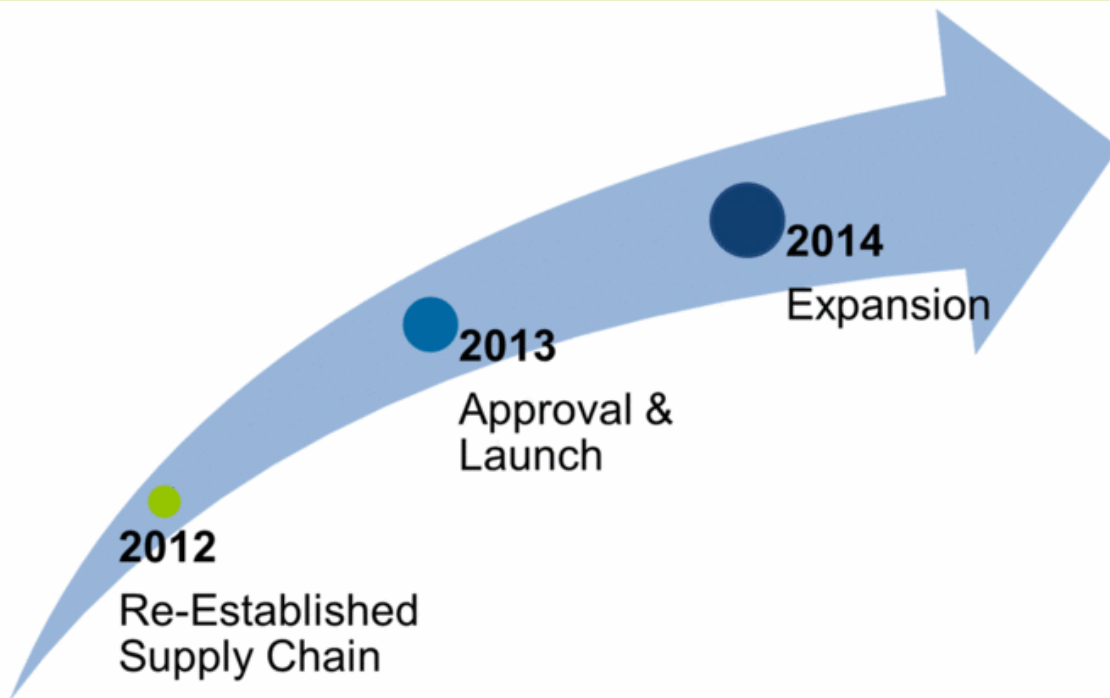 2012
Re-Established
Supply Chain
2013
Approval &
Launch
2014
Expansion